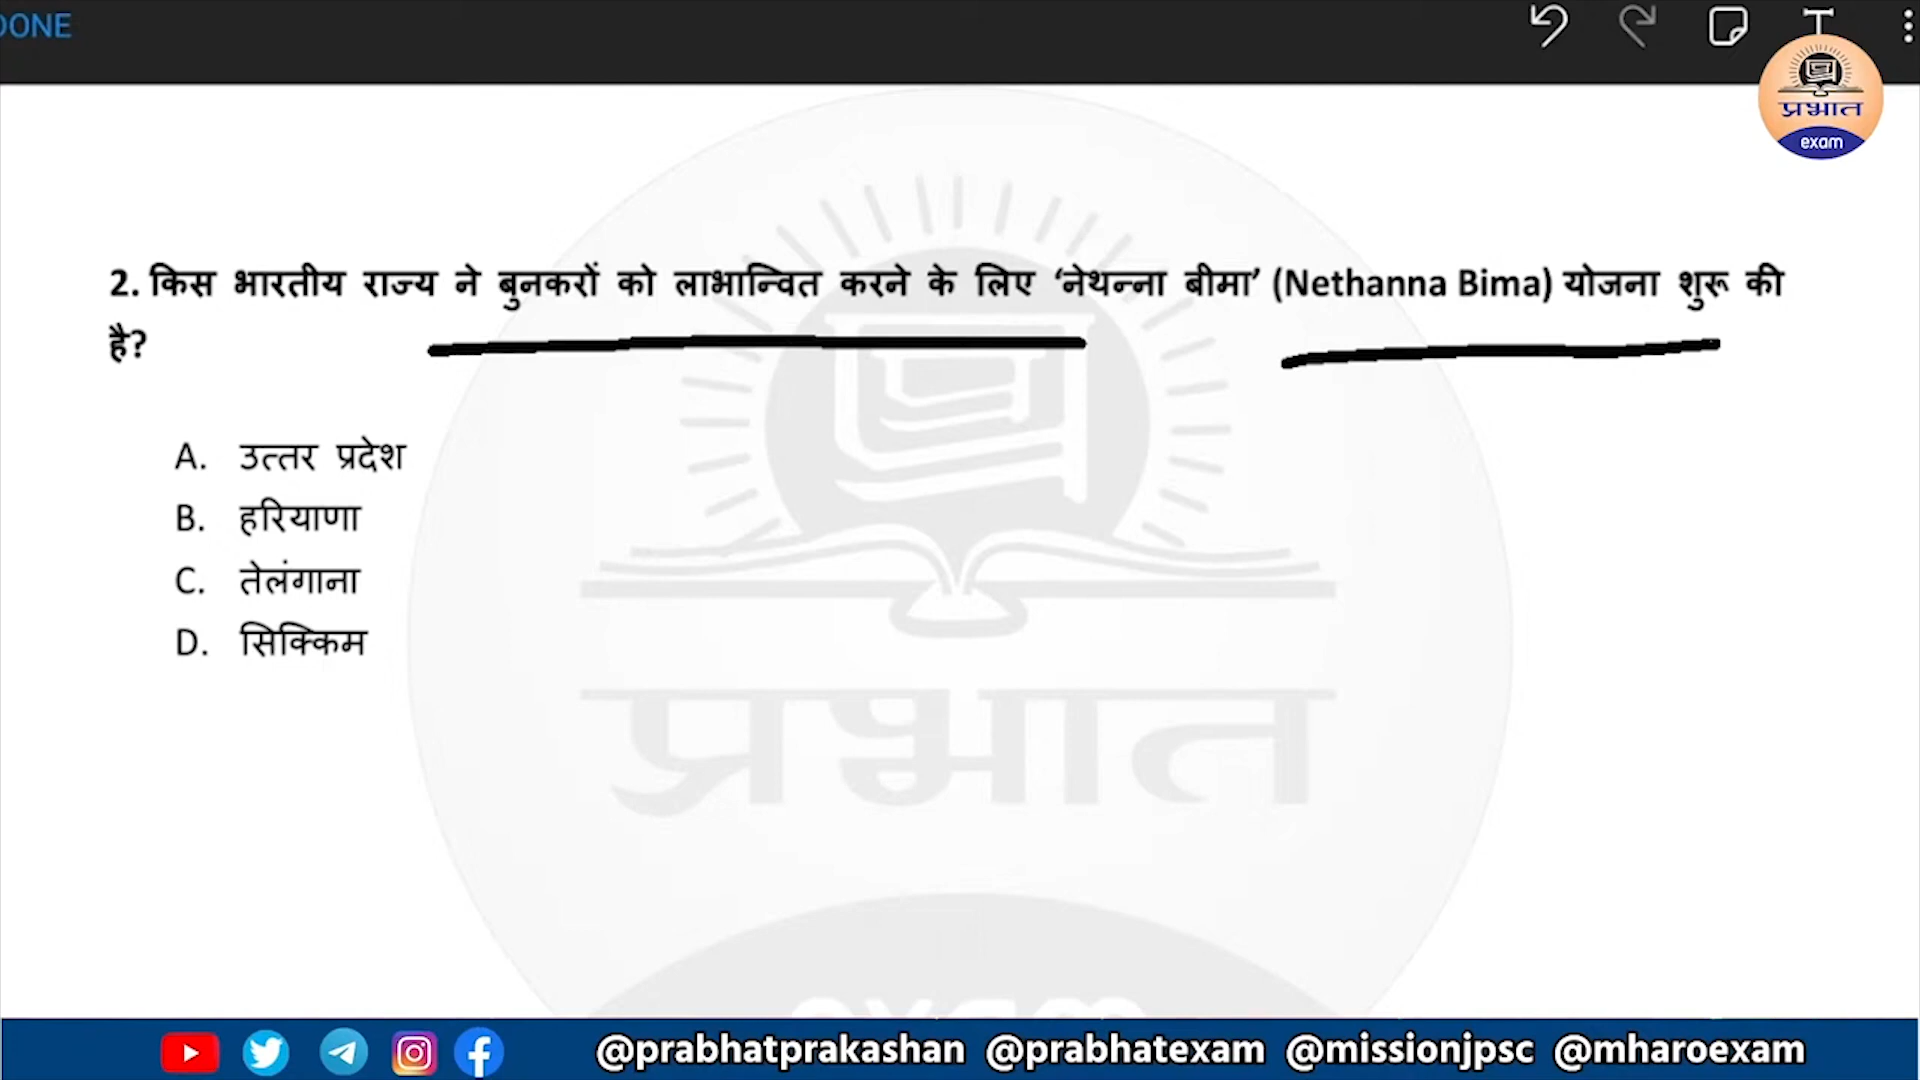 DONE
प्रभात
exam
2. किस भारतीय राज्य ने बुनकरों को लाभान्वित करने के लिए ‘नेथन्ना बीमा’ (Nethanna Bima) योजना शुरू की
है?
A. उत्तर प्रदेश
B. हरियाणा
C. तेलंगाना
D. सिक्किम
प्रभात
exam
@prabhatprakashan @prabhatexam @missionjpsc @mharoexam